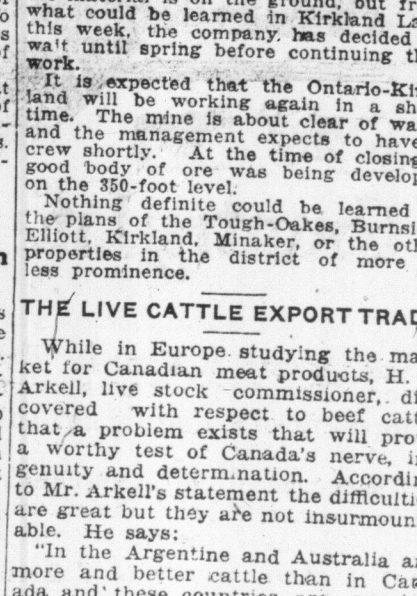 what could be learned in Kirkland La
this week, the company has decided
wait until spring before continuing th
work.
It is expected that the Ontario-Ki
land will be working again in a sh
time. The mine is about clear of wa
and the management expects to have
crew shortly. At the time of closing
good body of ore was being develop
on the 350-foot level.
Nothing definite could be learned
the plans of the Tough-Oakes, Burnsi
Elliott, Kirkland, Minaker, or the oth
properties in the district of more
less prominence.
THE LIVE CATTLE EXPORT TRAD
While in Europe studying the ma
ket for Canadian meat products, H.
Arkell, live stock commissioner, di
covered with respect to beef catt
that a problem exists that will pro
a worthy test of Canada's nerve, i
genuity and determination. Accordin
to Mr. Arkell's statement the difficulti
are great but they are not insurmoun
able. He says:
"In the Argentine and Australia a
more and better cattle than in Ca
ada and these countries